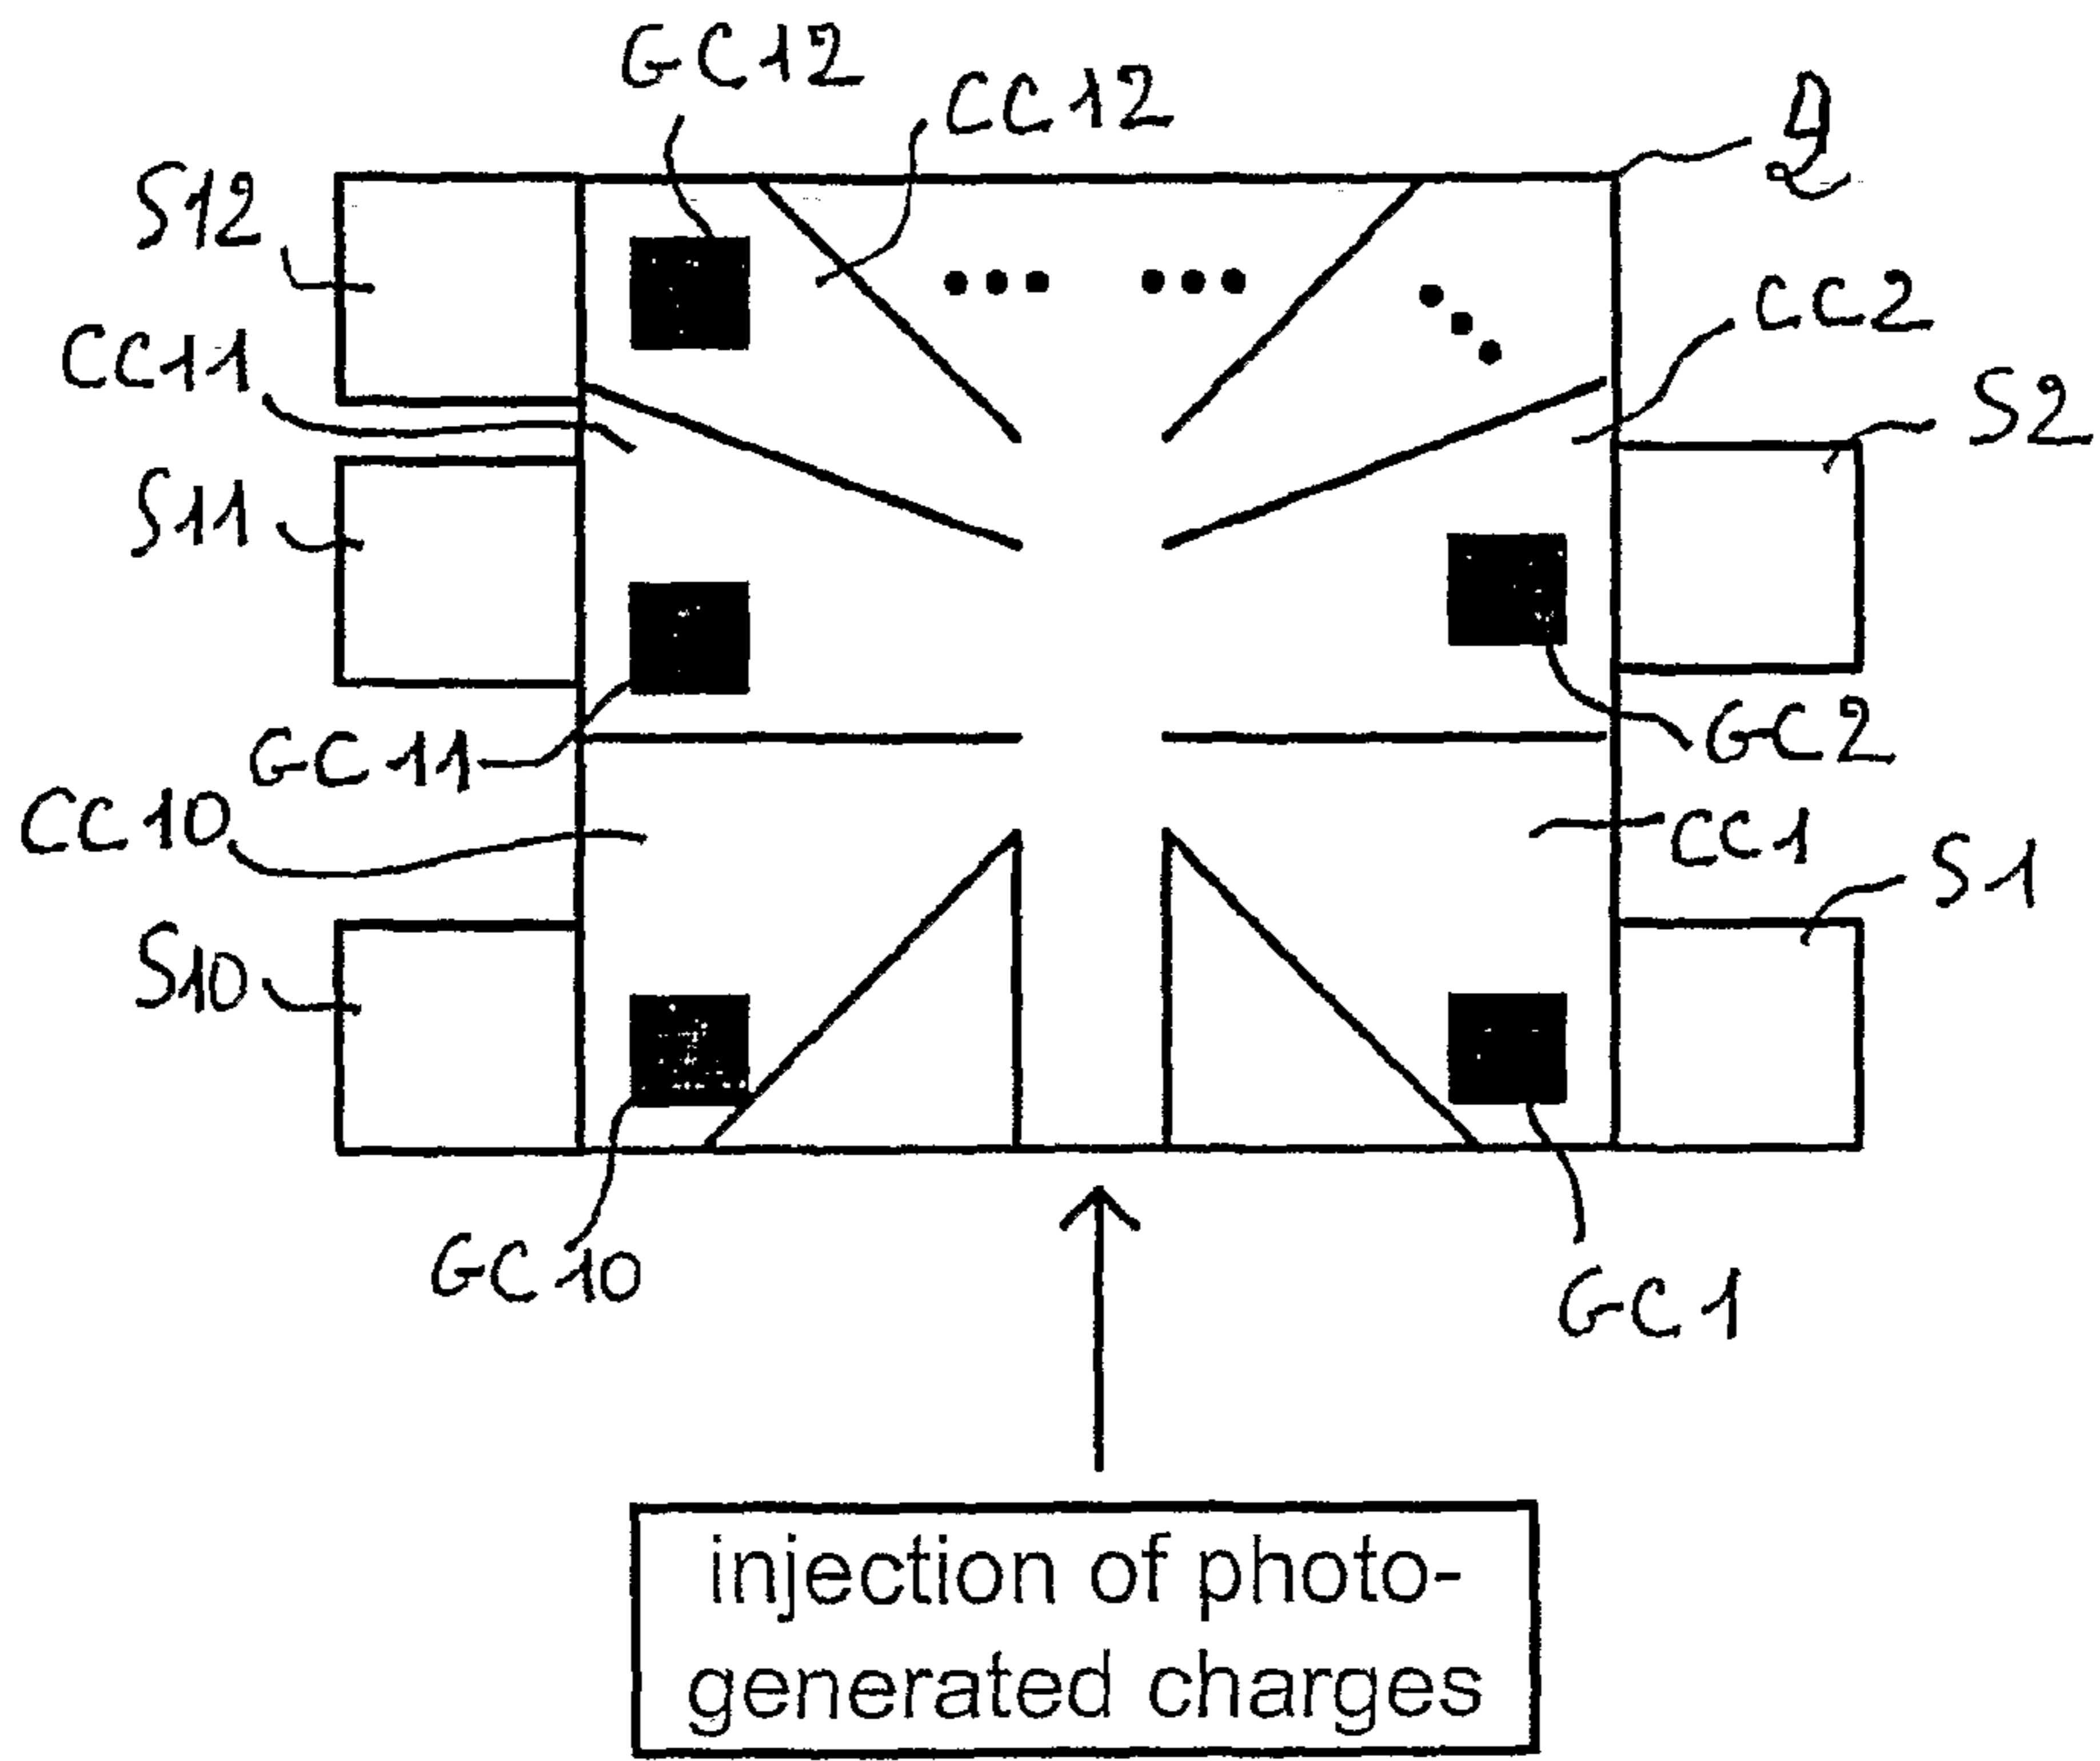 GC12
CC12
2
S12
CC11
CC2
S2
S11
GC11
GC2
CC10
CC1
S1
S10
GC10
GC1
injection of photo-
generated charges